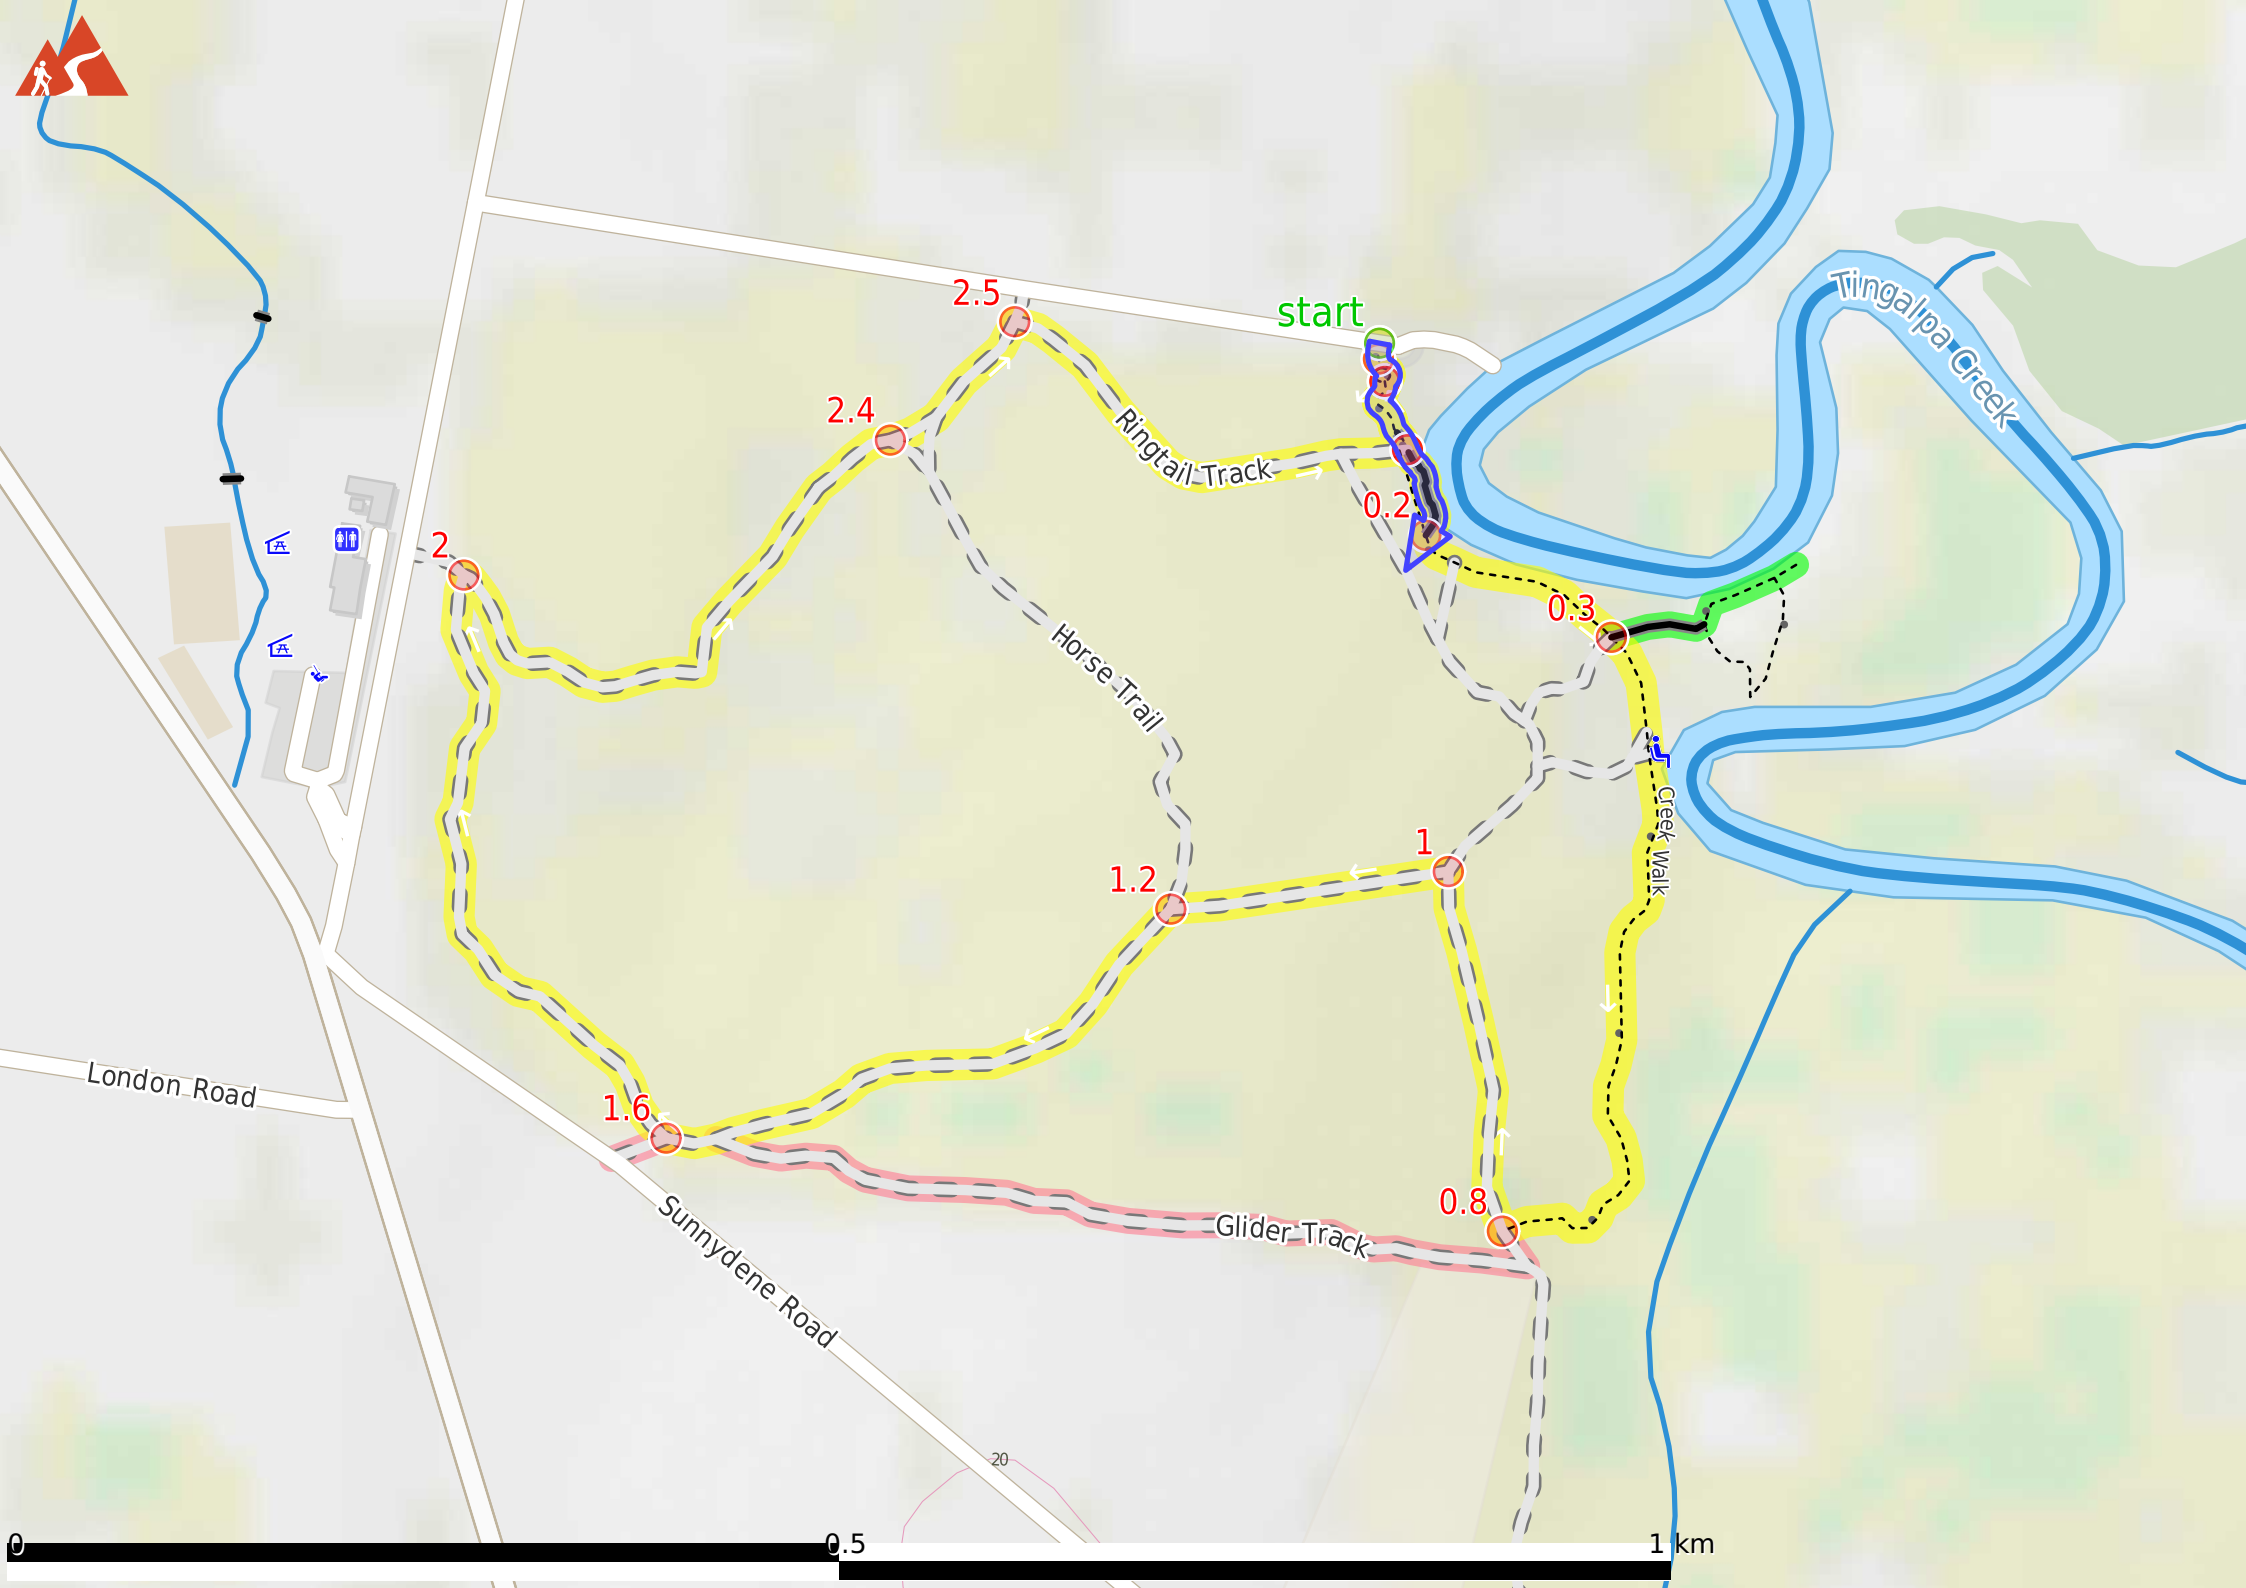 Tingalpa Creek
2.5
start
2.4
Ringtail Track
0.2
2
0.3
Horse Trail
Creek Walk
1
1.2
London Road
1.6
0.8
Sunnydene Road
Glider Track
20
0 0.5 1 km